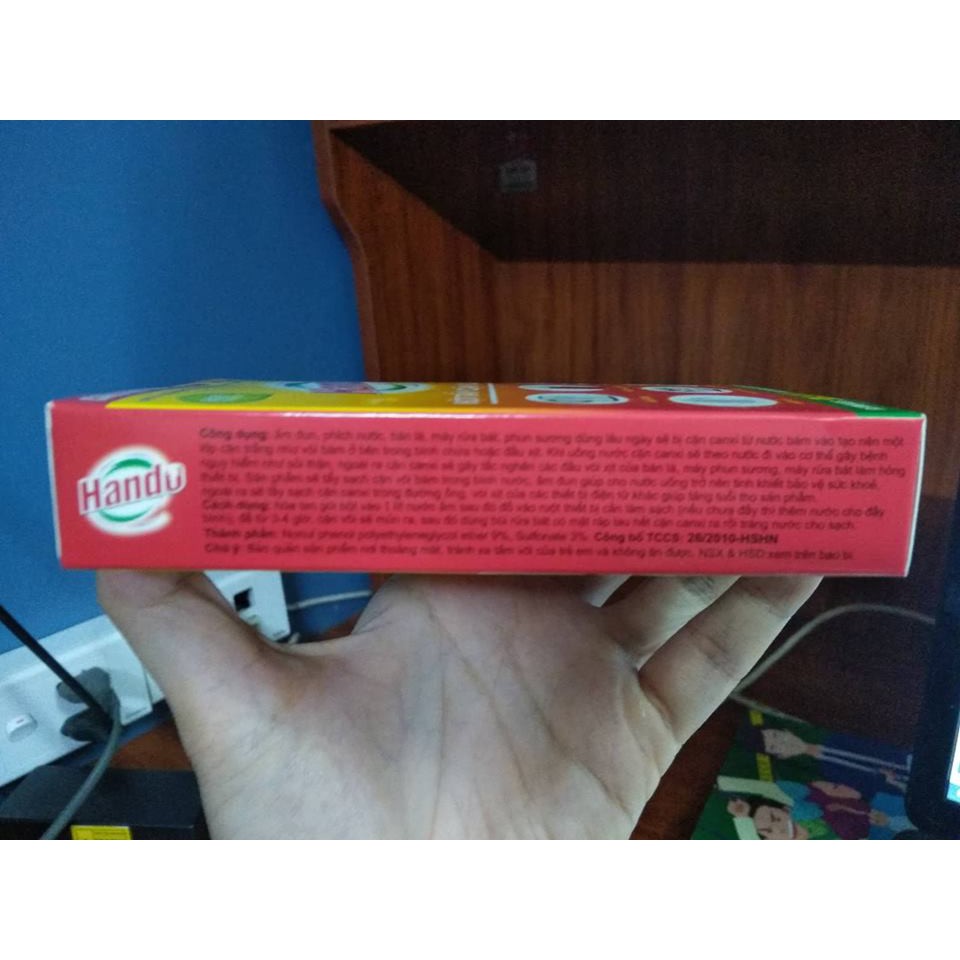 Handu
Công dụng: ấm đun, phích nước, bàn là, máy rửa bát, phun sương dùng lâu ngày sẽ bị cặn canxi từ nước bám vào tạo nên một
lớp cặn trắng như vôi bám ở bên trong bình chứa hoặc đầu xịt. Khi uống nước cặn canxi sẽ theo nước đi vào cơ thể gây bệnh
nguy hiểm như sỏi thận, ngoài ra cặn canxi sẽ gây tắc nghẽn các đầu vòi xịt của bàn là, máy phun sương, máy rửa bát làm hỏng
thiết bị. Sản phẩm sẽ tẩy sạch cặn vôi bám trong bình nước, ấm đun giúp cho nước uống trở nên tinh khiết bảo vệ sức khoẻ,
ngoài ra sẽ tẩy sạch cặn canxi trong đường ống, vòi xịt của các thiết bị điện tử khác giúp tăng tuổi thọ sản phẩm.
Cách dùng: hòa tan gói bột vào 1 lít nước ấm sau đó đổ vào ruột thiết bị cần làm sạch (nếu chưa đầy thì thêm nước cho đầy
bình), để từ 3-4 giờ, cặn vôi sẽ mủn ra, sau đó dùng bùi rửa bát cọ mặt ráp tẩy hết cặn canxi ra rồi tráng nước cho sạch.
Thành phần: Nonul phenol polyethyleneglycol ether 9%, Sulfonate 3%. Công bố TCCS: 26/2010-HSHN
Chú ý: Bảo quản sản phẩm nơi thoáng mát, tránh xa tầm với của trẻ em và không ăn được. NSX & HSD:xem trên bao bì